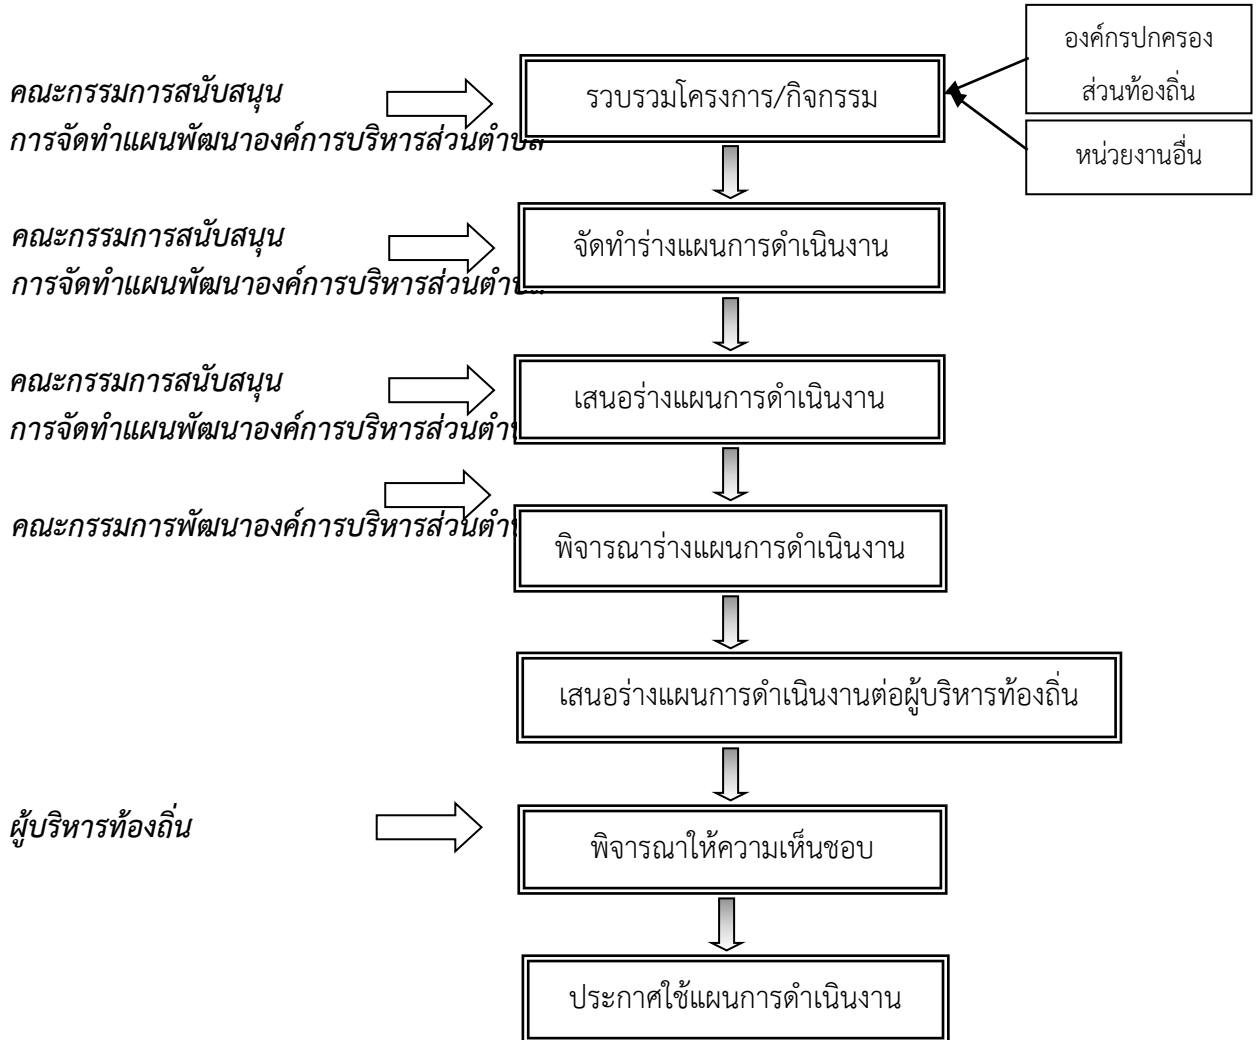 องค์กรปกครอง
ส่วนท้องถิ่น
หน่วยงานอื่น
คณะกรรมการสนับสนุน
การจัดทำแผนพัฒนาองค์การบริหารส่วนตำบล
รวบรวมโครงการ/กิจกรรม
คณะกรรมการสนับสนุน
การจัดทำแผนพัฒนาองค์การบริหารส่วนตำบล
จัดทำร่างแผนการดำเนินงาน
คณะกรรมการสนับสนุน
การจัดทำแผนพัฒนาองค์การบริหารส่วน
เสนอร่างแผนการดำเนินงาน
คณะกรรมการพัฒนาองค์การบริหารส่วน
พิจารณาร่างแผนการดำเนินงาน
เสนอร่างแผนการดำเนินงานต่อผู้บริหารท้องถิ่น
ผู้บริหารท้องถิ่น
พิจารณาให้ความเห็นชอบ
ประกาศใช้แผนการดำเนินงาน